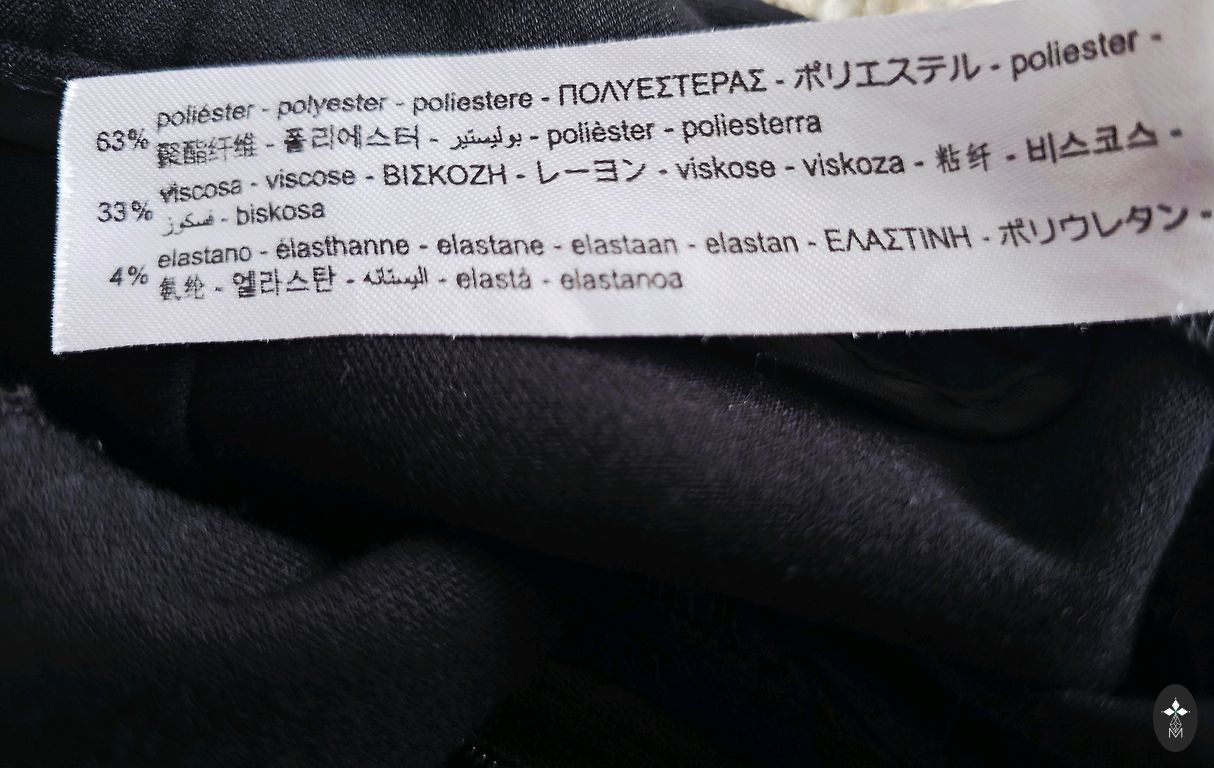 63% poliéster - polyester - poliestere - ΠΟΛΥΕΣΤΕΡΑΣ - ポリエステル - poliester -
聚酯纤维 - 폴리에스터 - بوليستير - polièster - poliesterra
33% viscosa - viscose - ΒΙΣΚΟΖΗ - レーヨン - viskose - viskoza - 粘纤 - 비스코스 -
فسكوز - biskosa
4% elastano - élasthanne - elastane - elastaan - elastan - ΕΛΑΣΤΙΝΗ - ポリウレタン -
氨纶 - 엘라스탄 - اليستانه - elastá - elastanoa
M